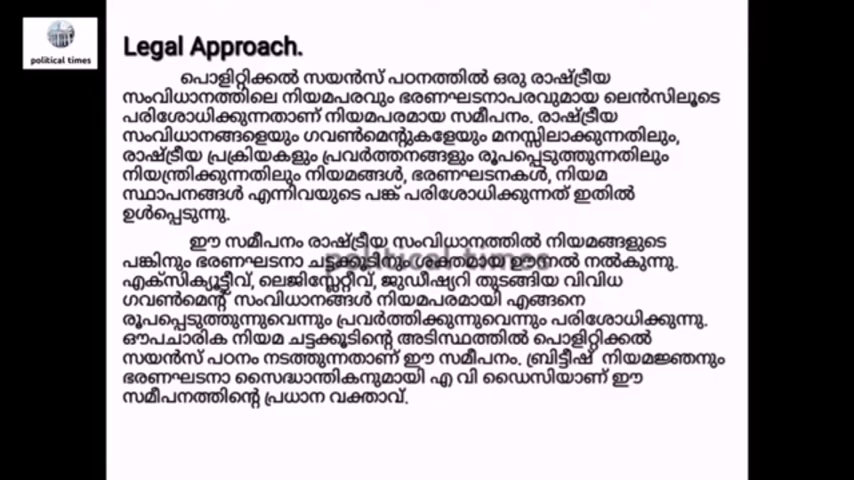 political times
Legal Approach.
പൊളിറ്റിക്കൽ സയൻസ് പഠനത്തിൽ ഒരു രാഷ്ട്രീയ
സംവിധാനത്തിലെ നിയമപരവും ഭരണഘടനാപരവുമായ ലെൻസിലൂടെ
പരിശോധിക്കുന്നതാണ് നിയമപരമായ സമീപനം. രാഷ്ട്രീയ
സംവിധാനങ്ങളെയും ഗവൺമെന്റുകളേയും മനസ്സിലാക്കുന്നതിലും,
രാഷ്ട്രീയ പ്രക്രിയകളും പ്രവർത്തനങ്ങളും രൂപപ്പെടുത്തുന്നതിലും
നിയന്ത്രിക്കുന്നതിലും നിയമങ്ങൾ, ഭരണഘടനകൾ, നിയമ
സ്ഥാപനങ്ങൾ എന്നിവയുടെ പങ്ക് പരിശോധിക്കുന്നത് ഇതിൽ
ഉൾപ്പെടുന്നു.
ഈ സമീപനം രാഷ്ട്രീയ സംവിധാനത്തിൽ നിയമങ്ങളുടെ
പങ്കിനും ഭരണഘടനാ ചട്ടക്കൂടിനും ശക്തമായ ഊന്നൽ നൽകുന്നു.
political times
എക്സിക്യൂട്ടീവ്, ലെജിസ്ലേറ്റീവ്, ജുഡീഷ്യറി തുടങ്ങിയ വിവിധ
ഗവൺമെന്റ് സംവിധാനങ്ങൾ നിയമപരമായി എങ്ങനെ
രൂപപ്പെടുത്തുന്നുവെന്നും പ്രവർത്തിക്കുന്നുവെന്നും പരിശോധിക്കുന്നു.
ഔപചാരിക നിയമ ചട്ടക്കൂടിന്റെ അടിസ്ഥത്തിൽ പൊളിറ്റിക്കൽ
സയൻസ് പഠനം നടത്തുന്നതാണ് ഈ സമീപനം. ബ്രിട്ടീഷ് നിയമജ്ഞനും
ഭരണഘടനാ സൈദ്ധാന്തികനുമായി എ വി ഡൈസിയാണ് ഈ
സമീപനത്തിന്റെ പ്രധാന വക്താവ്.